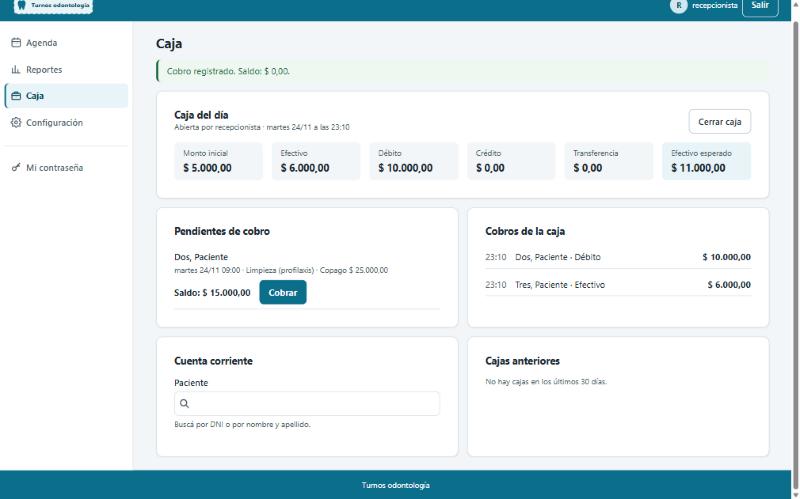 Turnos odontología
R recepcionista Salir
Agenda
Reportes
Caja
Configuración
Mi contraseña
Caja
Cobro registrado. Saldo: $ 0,00.
Caja del día
Abierta por recepcionista · martes 24/11 a las 23:10
Cerrar caja
Monto inicial
$ 5.000,00
Efectivo
$ 6.000,00
Débito
$ 10.000,00
Crédito
$ 0,00
Transferencia
$ 0,00
Efectivo esperado
$ 11.000,00
Pendientes de cobro
Dos, Paciente
martes 24/11 09:00 · Limpieza (profilaxis) · Copago $ 25.000,00
Saldo: $ 15.000,00 Cobrar
Cobros de la caja
23:10 Dos, Paciente · Débito $ 10.000,00
23:10 Tres, Paciente · Efectivo $ 6.000,00
Cuenta corriente
Paciente
Buscá por DNI o por nombre y apellido.
Cajas anteriores
No hay cajas en los últimos 30 días.
Turnos odontología